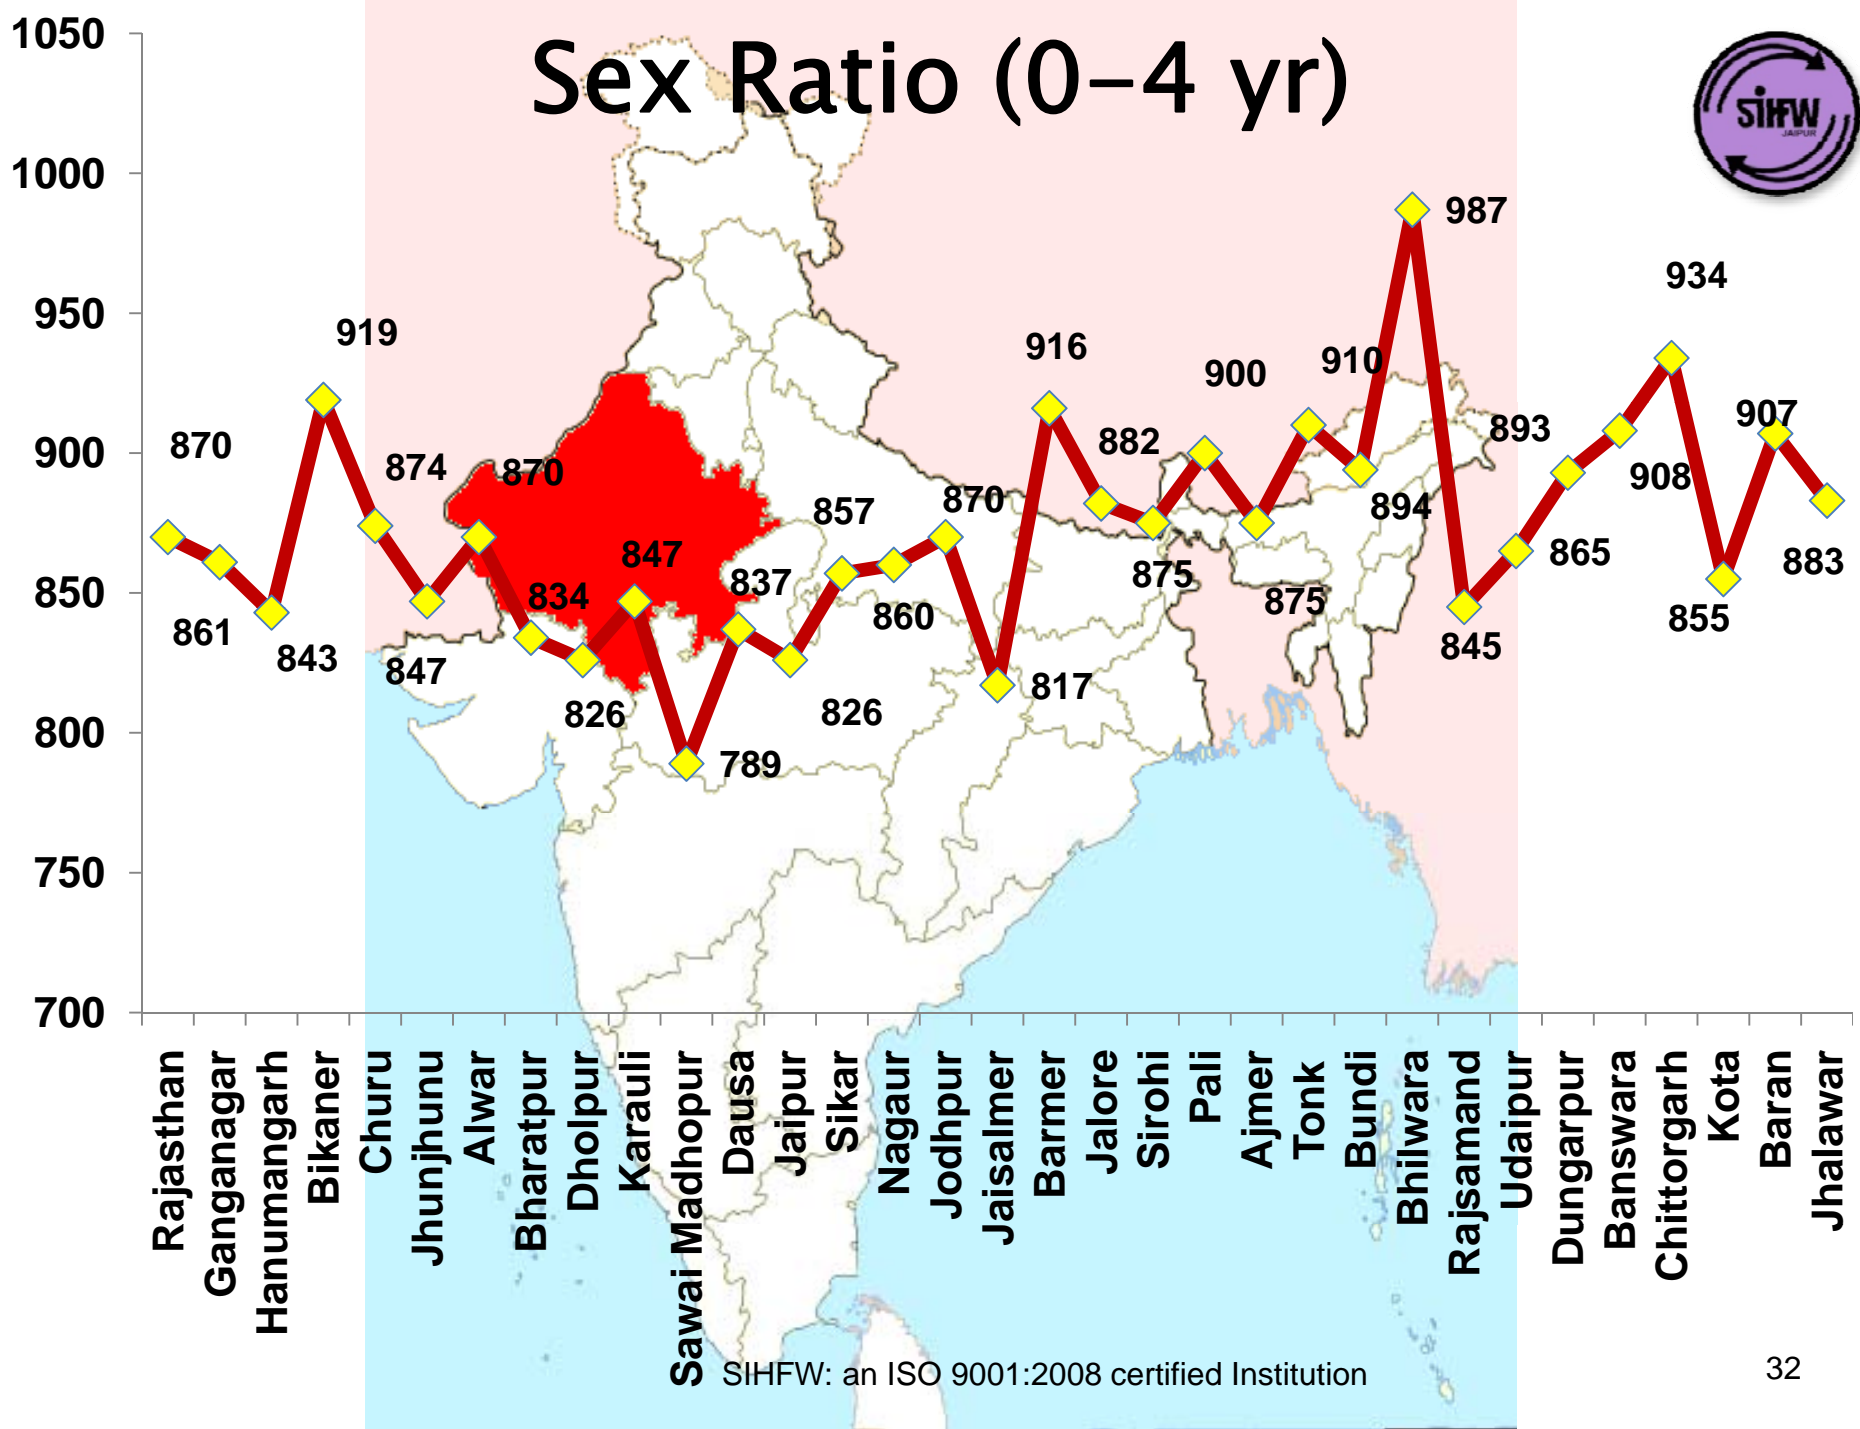 Sex Ratio (0–4 yr)
SiHFW
JAIPUR
1050
1000
950
900
850
800
750
700
870
861
843
919
874
847
870
834
826
847
789
837
826
857
860
870
817
916
882
875
900
875
910
894
987
845
865
893
908
934
855
907
883
Rajasthan
Ganganagar
Hanumangarh
Bikaner
Churu
Jhunjhunu
Alwar
Bharatpur
Dholpur
Karauli
Sawai Madhopur
Dausa
Jaipur
Sikar
Nagaur
Jodhpur
Jaisalmer
Barmer
Jalore
Sirohi
Pali
Ajmer
Tonk
Bundi
Bhilwara
Rajsamand
Udaipur
Dungarpur
Banswara
Chittorgarh
Kota
Baran
Jhalawar
SIHFW: an ISO 9001:2008 certified Institution
32